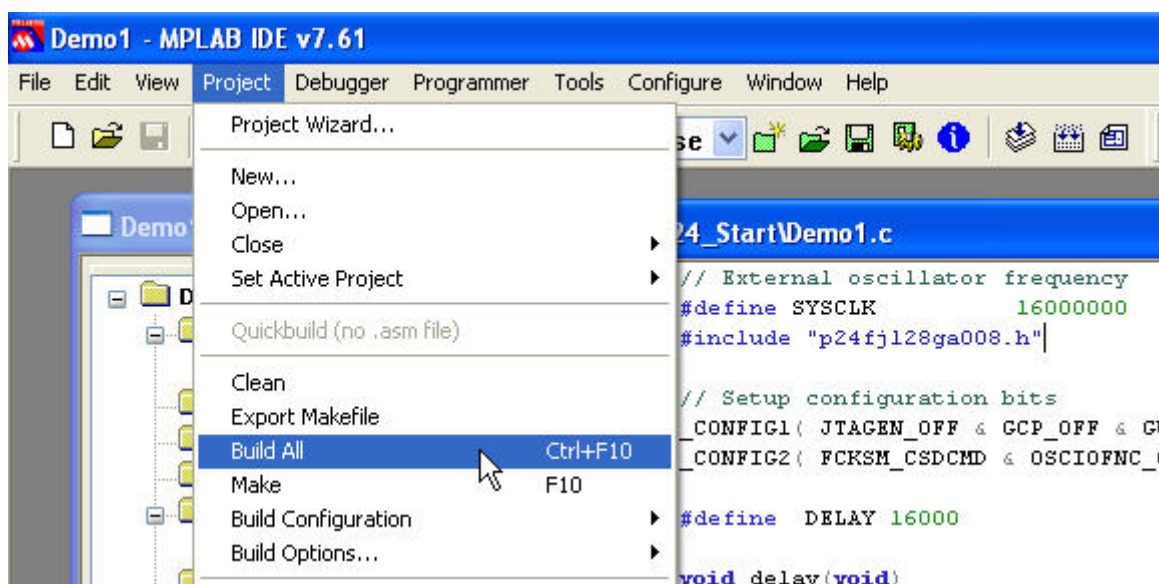 Demo1 - MPLAB IDE v7.61
File Edit View Project Debugger Programmer Tools Configure Window Help
Project Wizard...
New...
Open...
Close
Set Active Project
Quickbuild (no .asm file)
Clean
Export Makefile
Build All Ctrl+F10
Make F10
Build Configuration
Build Options...
se
Demo
24_Start\Demo1.c
D
// External oscillator frequency
#define SYSCLK 16000000
#include "p24fj128ga008.h"
// Setup configuration bits
_CONFIG1( JTAGEN_OFF & GCP_OFF & GW
_CONFIG2( FCKSM_CSDCMD & OSCIOFNC_
#define DELAY 16000
void delay(void)